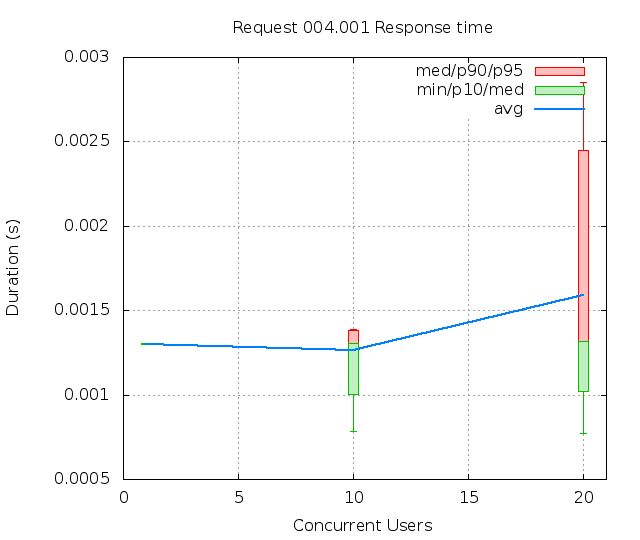 Request 004.001 Response time
0.003
0.0025
0.002
0.0015
0.001
0.0005
Duration (s)
med/p90/p95
min/p10/med
avg
0 5 10 15 20
Concurrent Users